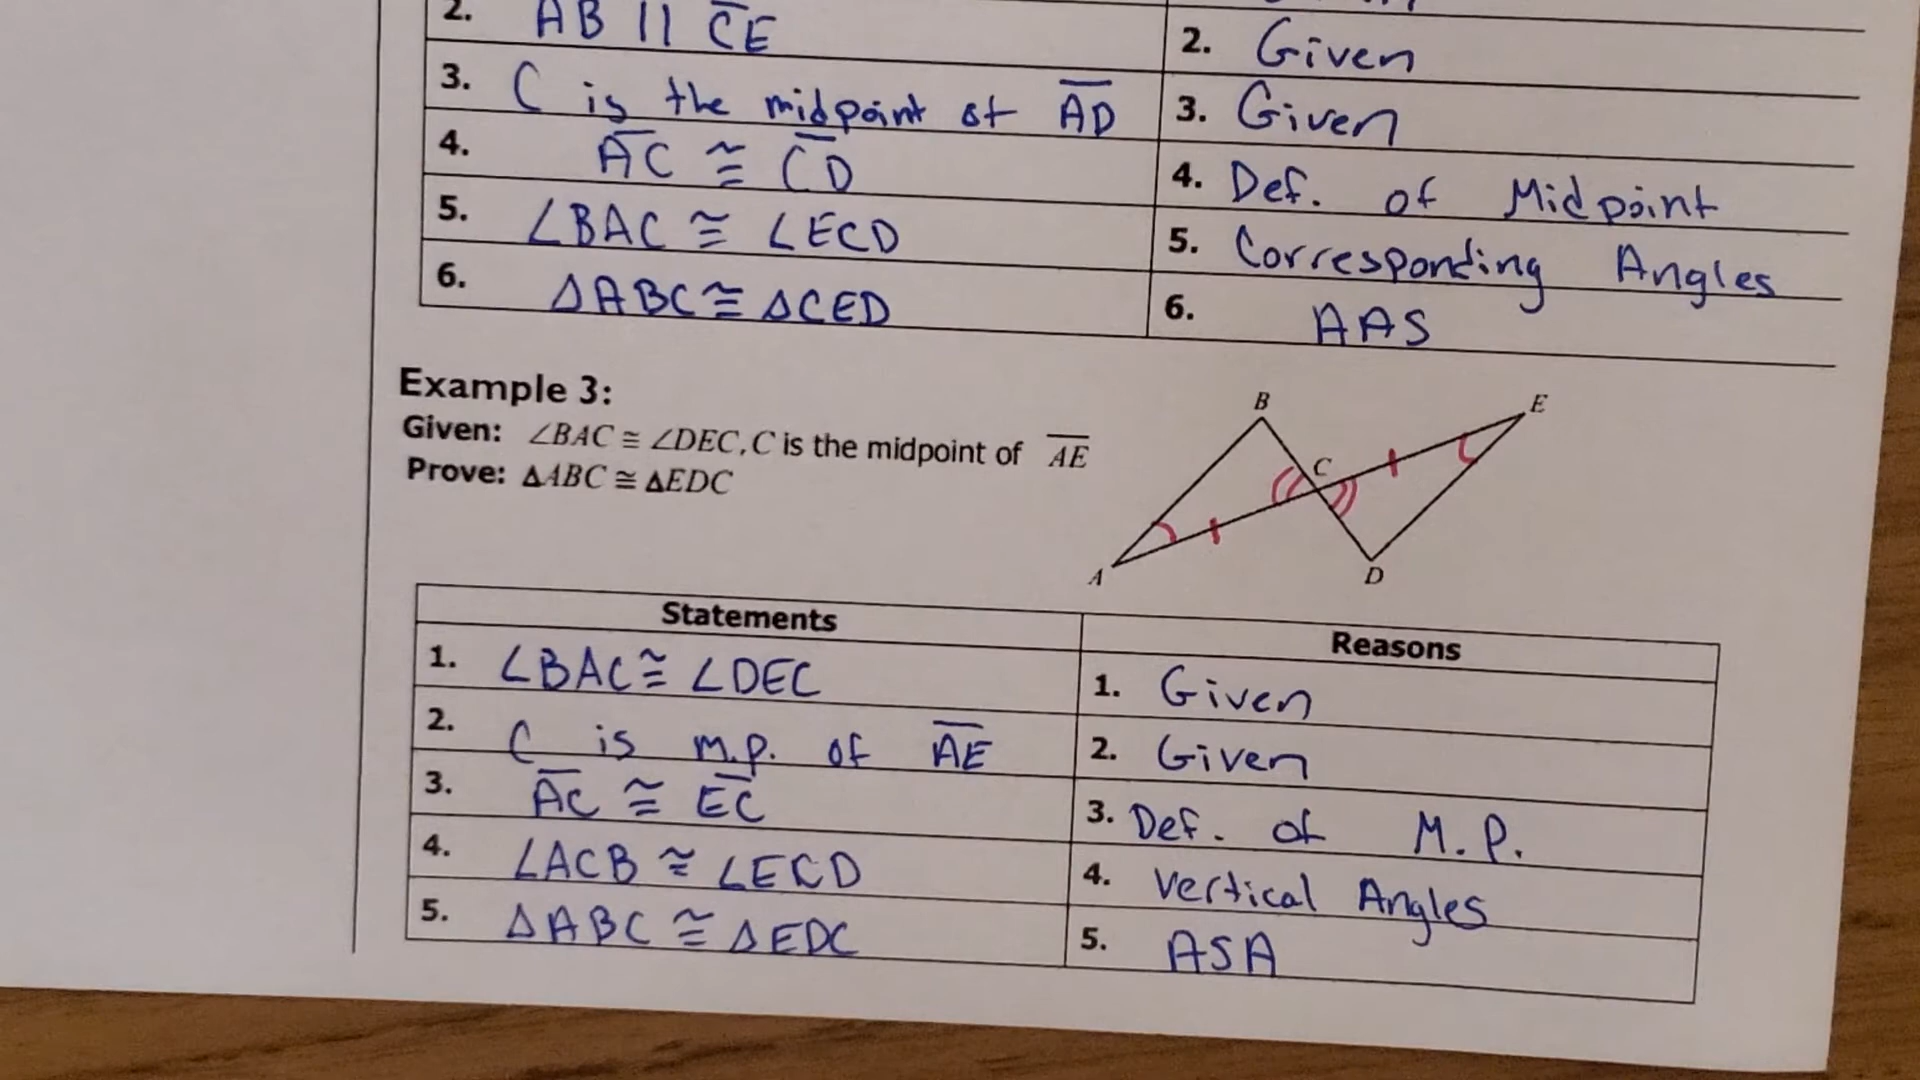 2. AB || CE
2. Given
3. C is the midpoint of AD
3. Given
4. AC ≅ CD
4. Def. of Midpoint
5. ∠BAC ≅ ∠ECD
5. Corresponding Angles
6. ΔABC ≅ ΔCED
6. AAS
Example 3:
Given: ∠BAC ≅ ∠DEC, C is the midpoint of AE
Prove: ΔABC ≅ ΔEDC
B
E
C
A
D
Statements
Reasons
1. ∠BAC ≅ ∠DEC
1. Given
2. C is m.p. of AE
2. Given
3. AC ≅ EC
3. Def. of M.P.
4. ∠ACB ≅ ∠ECD
4. Vertical Angles
5. ΔABC ≅ ΔEDC
5. ASA